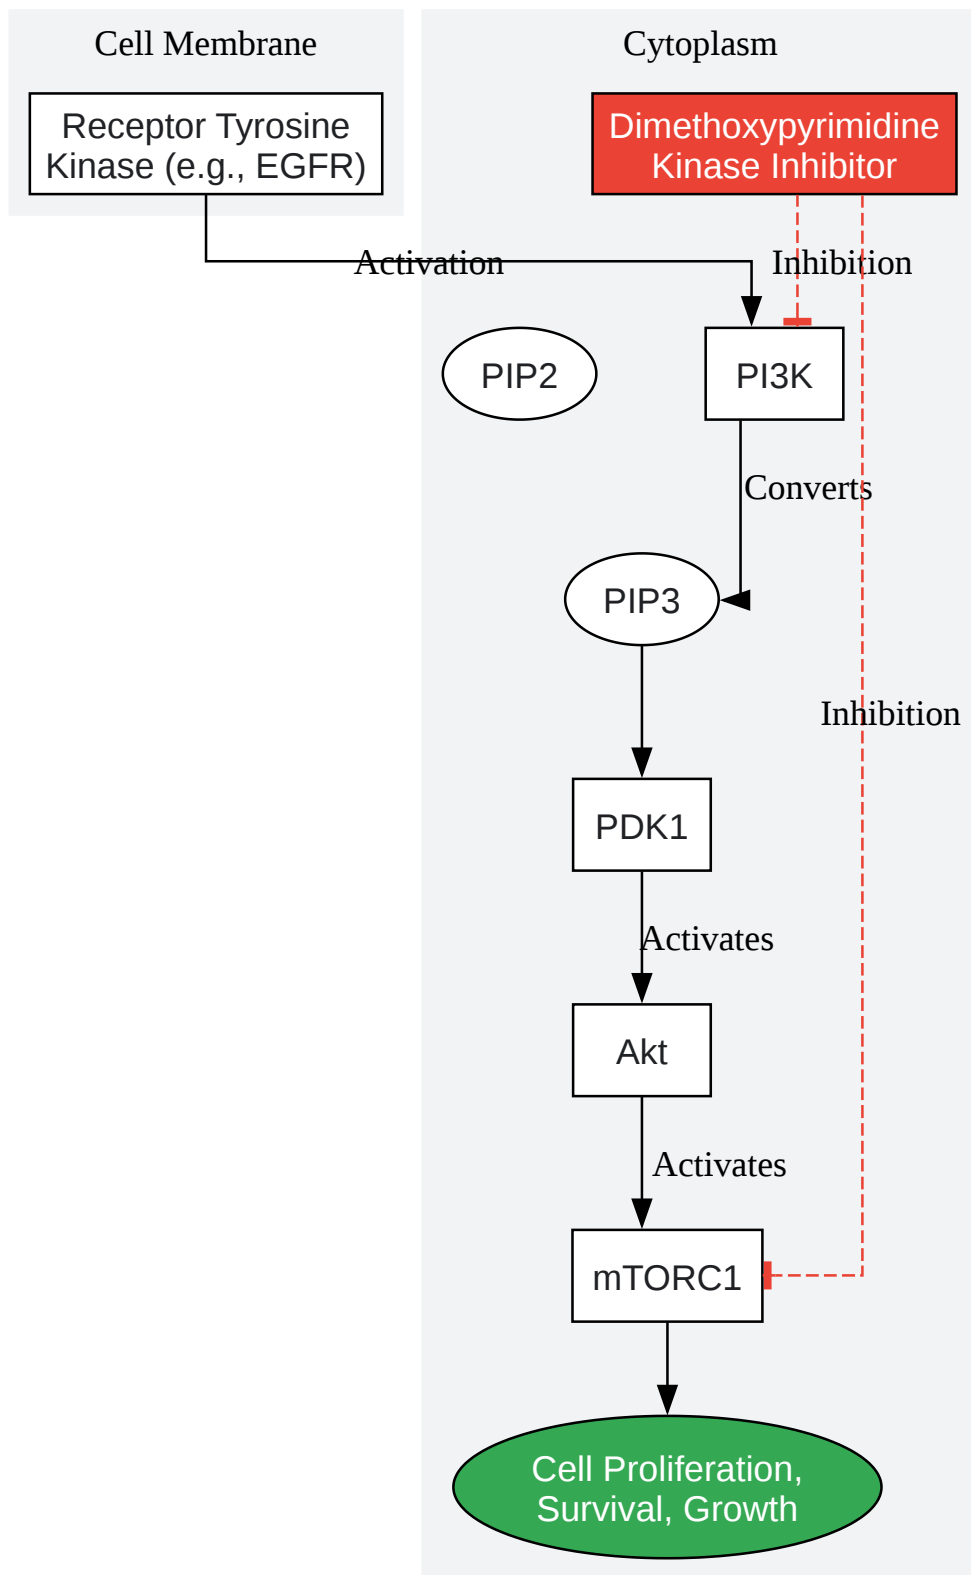 Cell Membrane
Cytoplasm
Receptor Tyrosine
Kinase (e.g., EGFR)
Dimethoxypyrimidine
Kinase Inhibitor
Activation
Inhibition
PIP2
PI3K
Converts
PIP3
Inhibition
PDK1
Activates
Akt
Activates
mTORC1
Cell Proliferation,
Survival, Growth